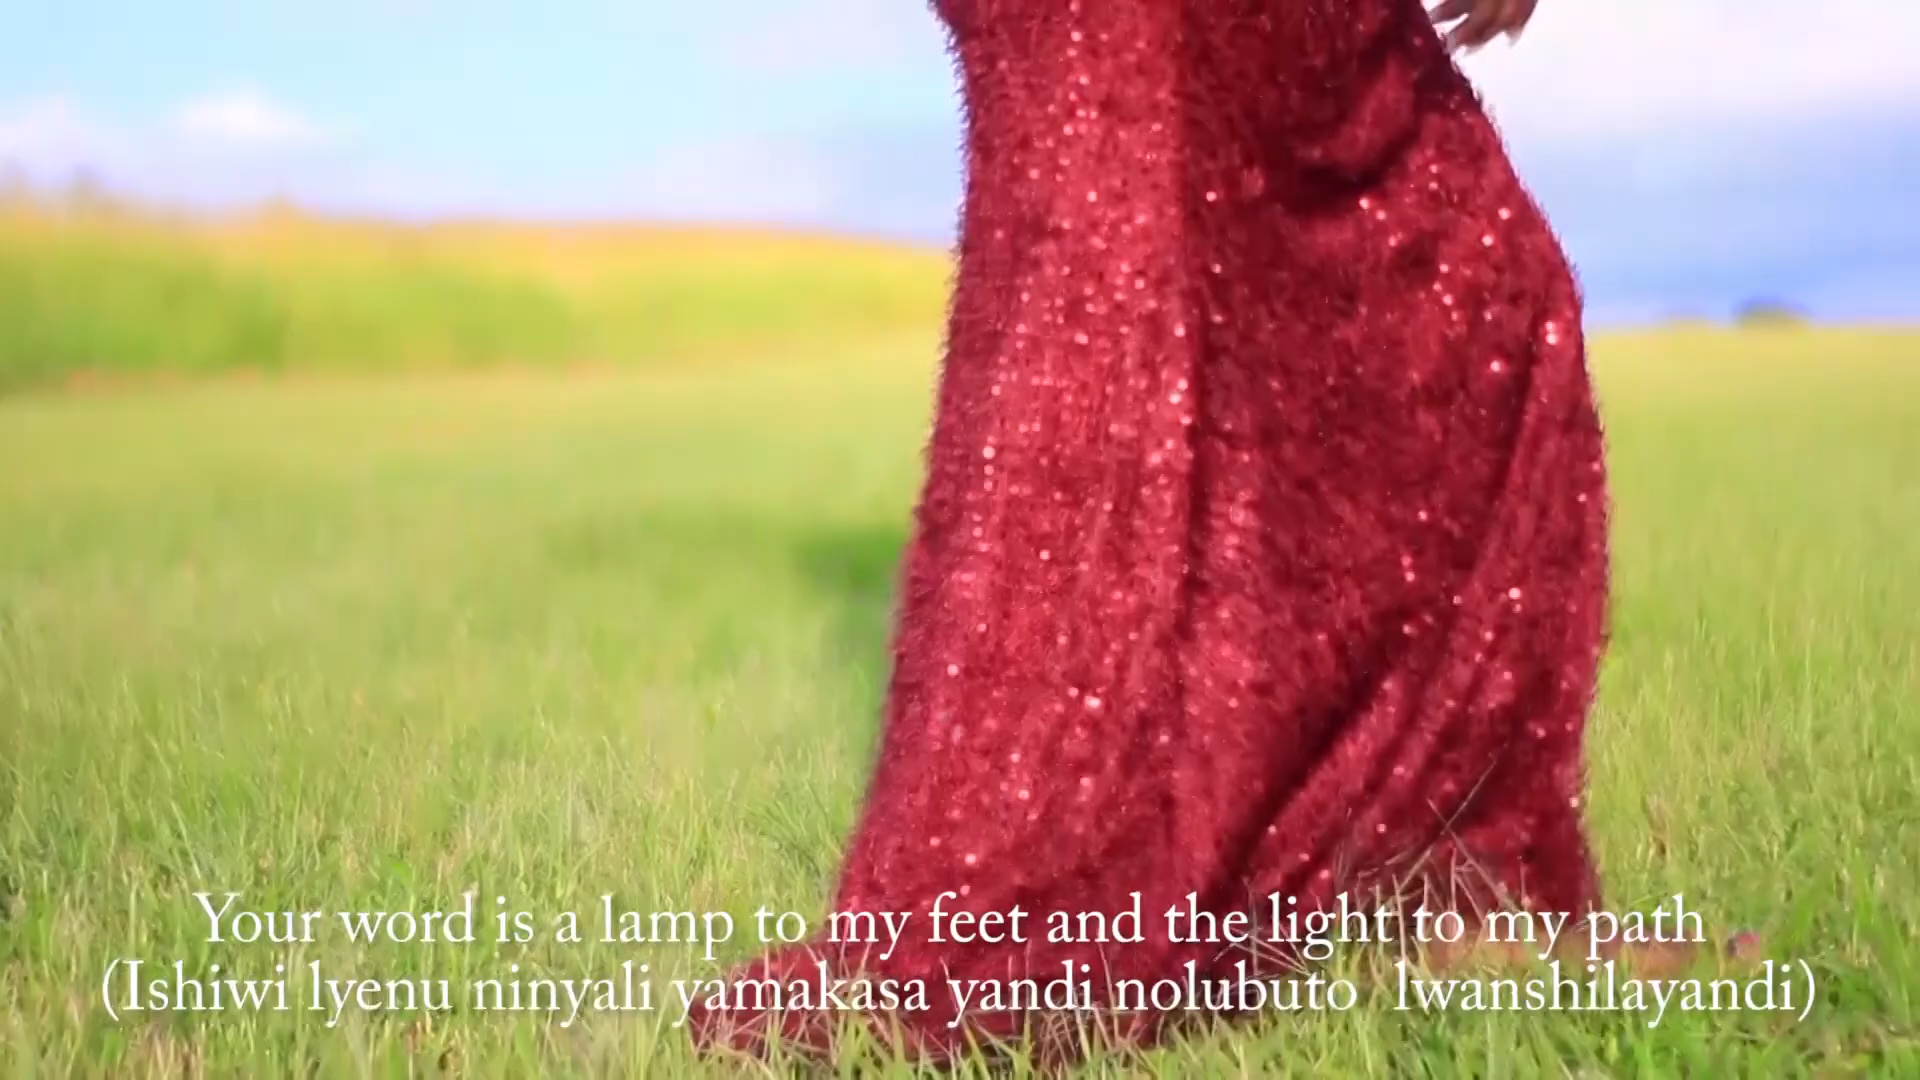 Your word is a lamp to my feet and the light to my path
(Ishiwi lyenu ninyali yamakasa yandi nolubuto lwanshilayandi)